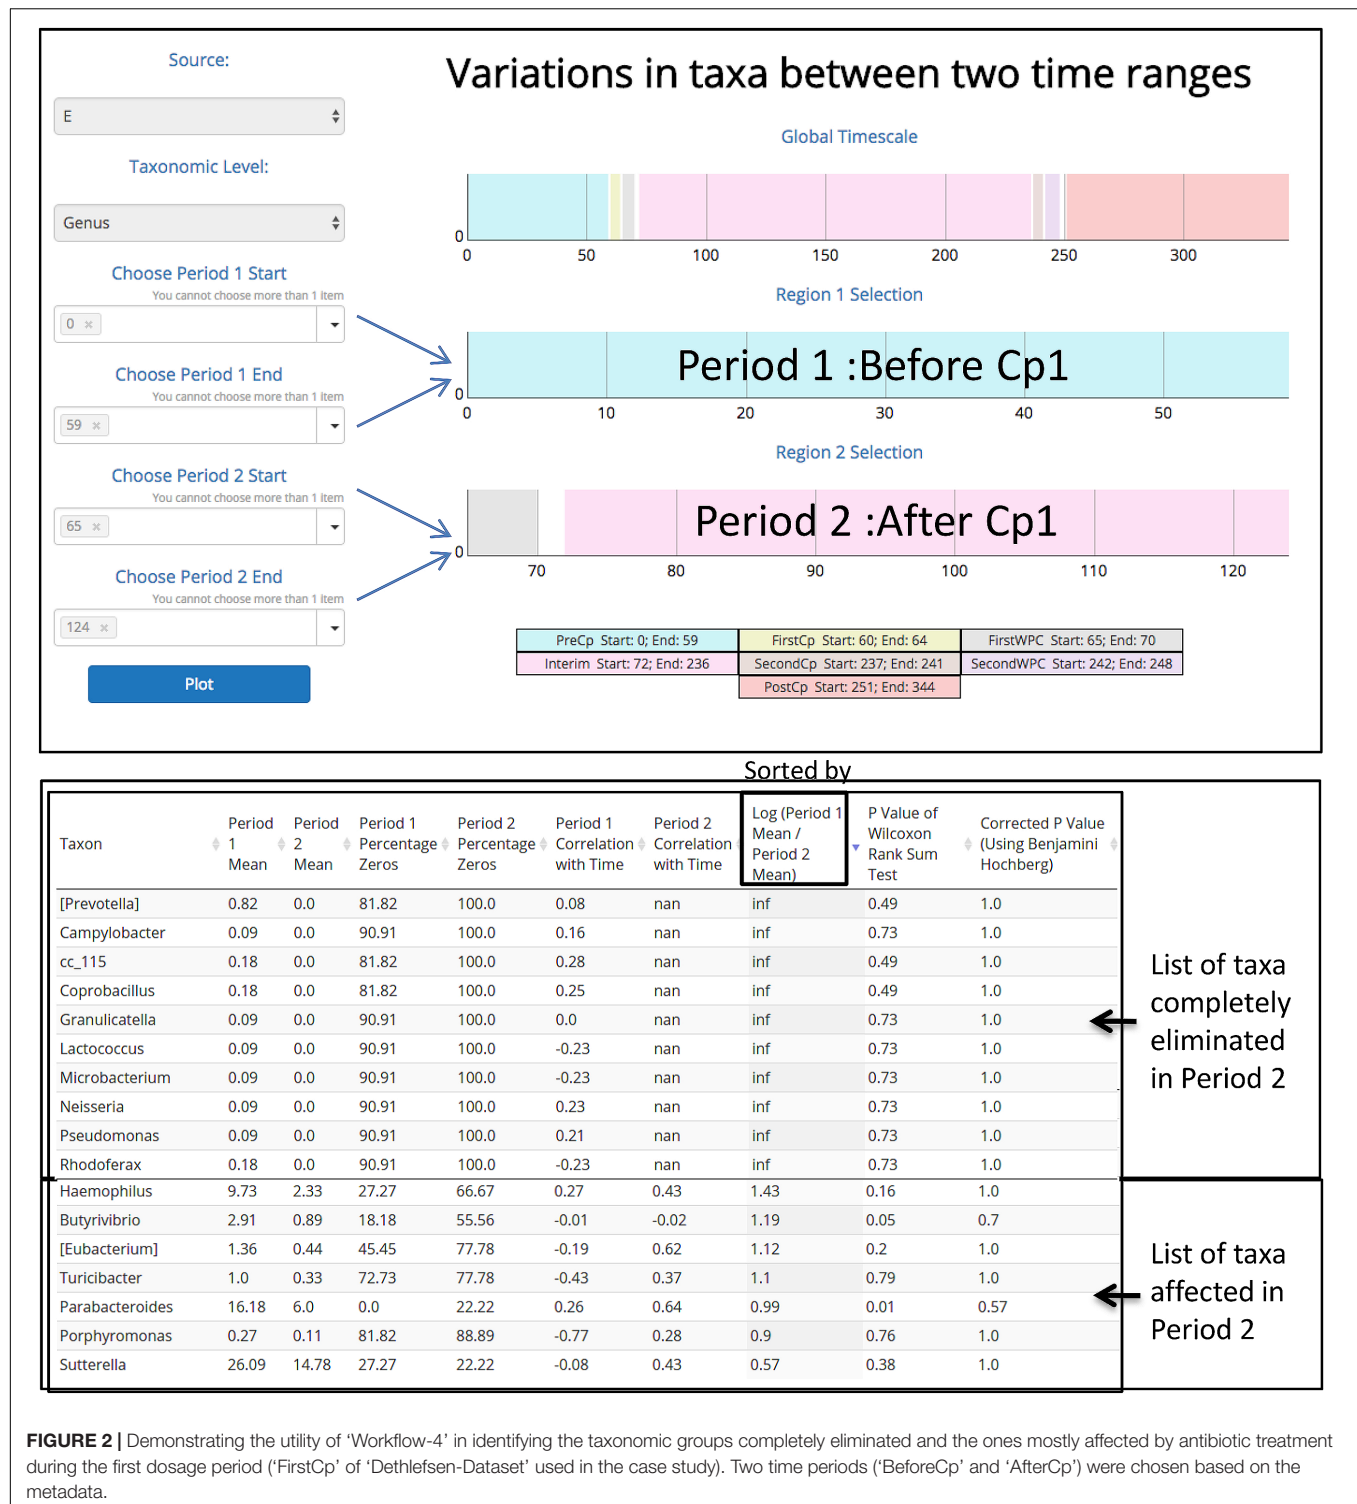 Source:
E
Taxonomic Level:
Genus
Choose Period 1 Start
You cannot choose more than 1 item
0 ×
Choose Period 1 End
You cannot choose more than 1 item
59 ×
Choose Period 2 Start
You cannot choose more than 1 item
65 ×
Choose Period 2 End
You cannot choose more than 1 item
124 ×
Plot
Variations in taxa between two time ranges
Global Timescale
0
0 50 100 150 200 250 300
Region 1 Selection
Period 1 :Before Cp1
0
0 10 20 30 40 50
Region 2 Selection
Period 2 :After Cp1
0
70 80 90 100 110 120
PreCp Start: 0; End: 59 FirstCp Start: 60; End: 64 FirstWPC Start: 65; End: 70
Interim Start: 72; End: 236 SecondCp Start: 237; End: 241 SecondWPC Start: 242; End: 248
PostCp Start: 251; End: 344
Sorted by
Taxon Period 1 Mean Period 2 Mean Period 1 Percentage Zeros Period 2 Percentage Zeros Period 1 Correlation with Time Period 2 Correlation with Time Log (Period 1 Mean / Period 2 Mean) P Value of Wilcoxon Rank Sum Test Corrected P Value (Using Benjamini Hochberg)
[Prevotella] 0.82 0.0 81.82 100.0 0.08 nan inf 0.49 1.0
Campylobacter 0.09 0.0 90.91 100.0 0.16 nan inf 0.73 1.0
cc_115 0.18 0.0 81.82 100.0 0.28 nan inf 0.49 1.0
Coprobacillus 0.18 0.0 81.82 100.0 0.25 nan inf 0.49 1.0
Granulicatella 0.09 0.0 90.91 100.0 0.0 nan inf 0.73 1.0
Lactococcus 0.09 0.0 90.91 100.0 -0.23 nan inf 0.73 1.0
Microbacterium 0.09 0.0 90.91 100.0 -0.23 nan inf 0.73 1.0
Neisseria 0.09 0.0 90.91 100.0 0.23 nan inf 0.73 1.0
Pseudomonas 0.09 0.0 90.91 100.0 0.21 nan inf 0.73 1.0
Rhodoferax 0.18 0.0 90.91 100.0 -0.23 nan inf 0.73 1.0
Haemophilus 9.73 2.33 27.27 66.67 0.27 0.43 1.43 0.16 1.0
Butyrivibrio 2.91 0.89 18.18 55.56 -0.01 -0.02 1.19 0.05 0.7
[Eubacterium] 1.36 0.44 45.45 77.78 -0.19 0.62 1.12 0.2 1.0
Turicibacter 1.0 0.33 72.73 77.78 -0.43 0.37 1.1 0.79 1.0
Parabacteroides 16.18 6.0 0.0 22.22 0.26 0.64 0.99 0.01 0.57
Porphyromonas 0.27 0.11 81.82 88.89 -0.77 0.28 0.9 0.76 1.0
Sutterella 26.09 14.78 27.27 22.22 -0.08 0.43 0.57 0.38 1.0
List of taxa
completely
eliminated
in Period 2
List of taxa
affected in
Period 2
FIGURE 2 | Demonstrating the utility of ‘Workflow-4’ in identifying the taxonomic groups completely eliminated and the ones mostly affected by antibiotic treatment
during the first dosage period (‘FirstCp’ of ‘Dethlefsen-Dataset’ used in the case study). Two time periods (‘BeforeCp’ and ‘AfterCp’) were chosen based on the
metadata.